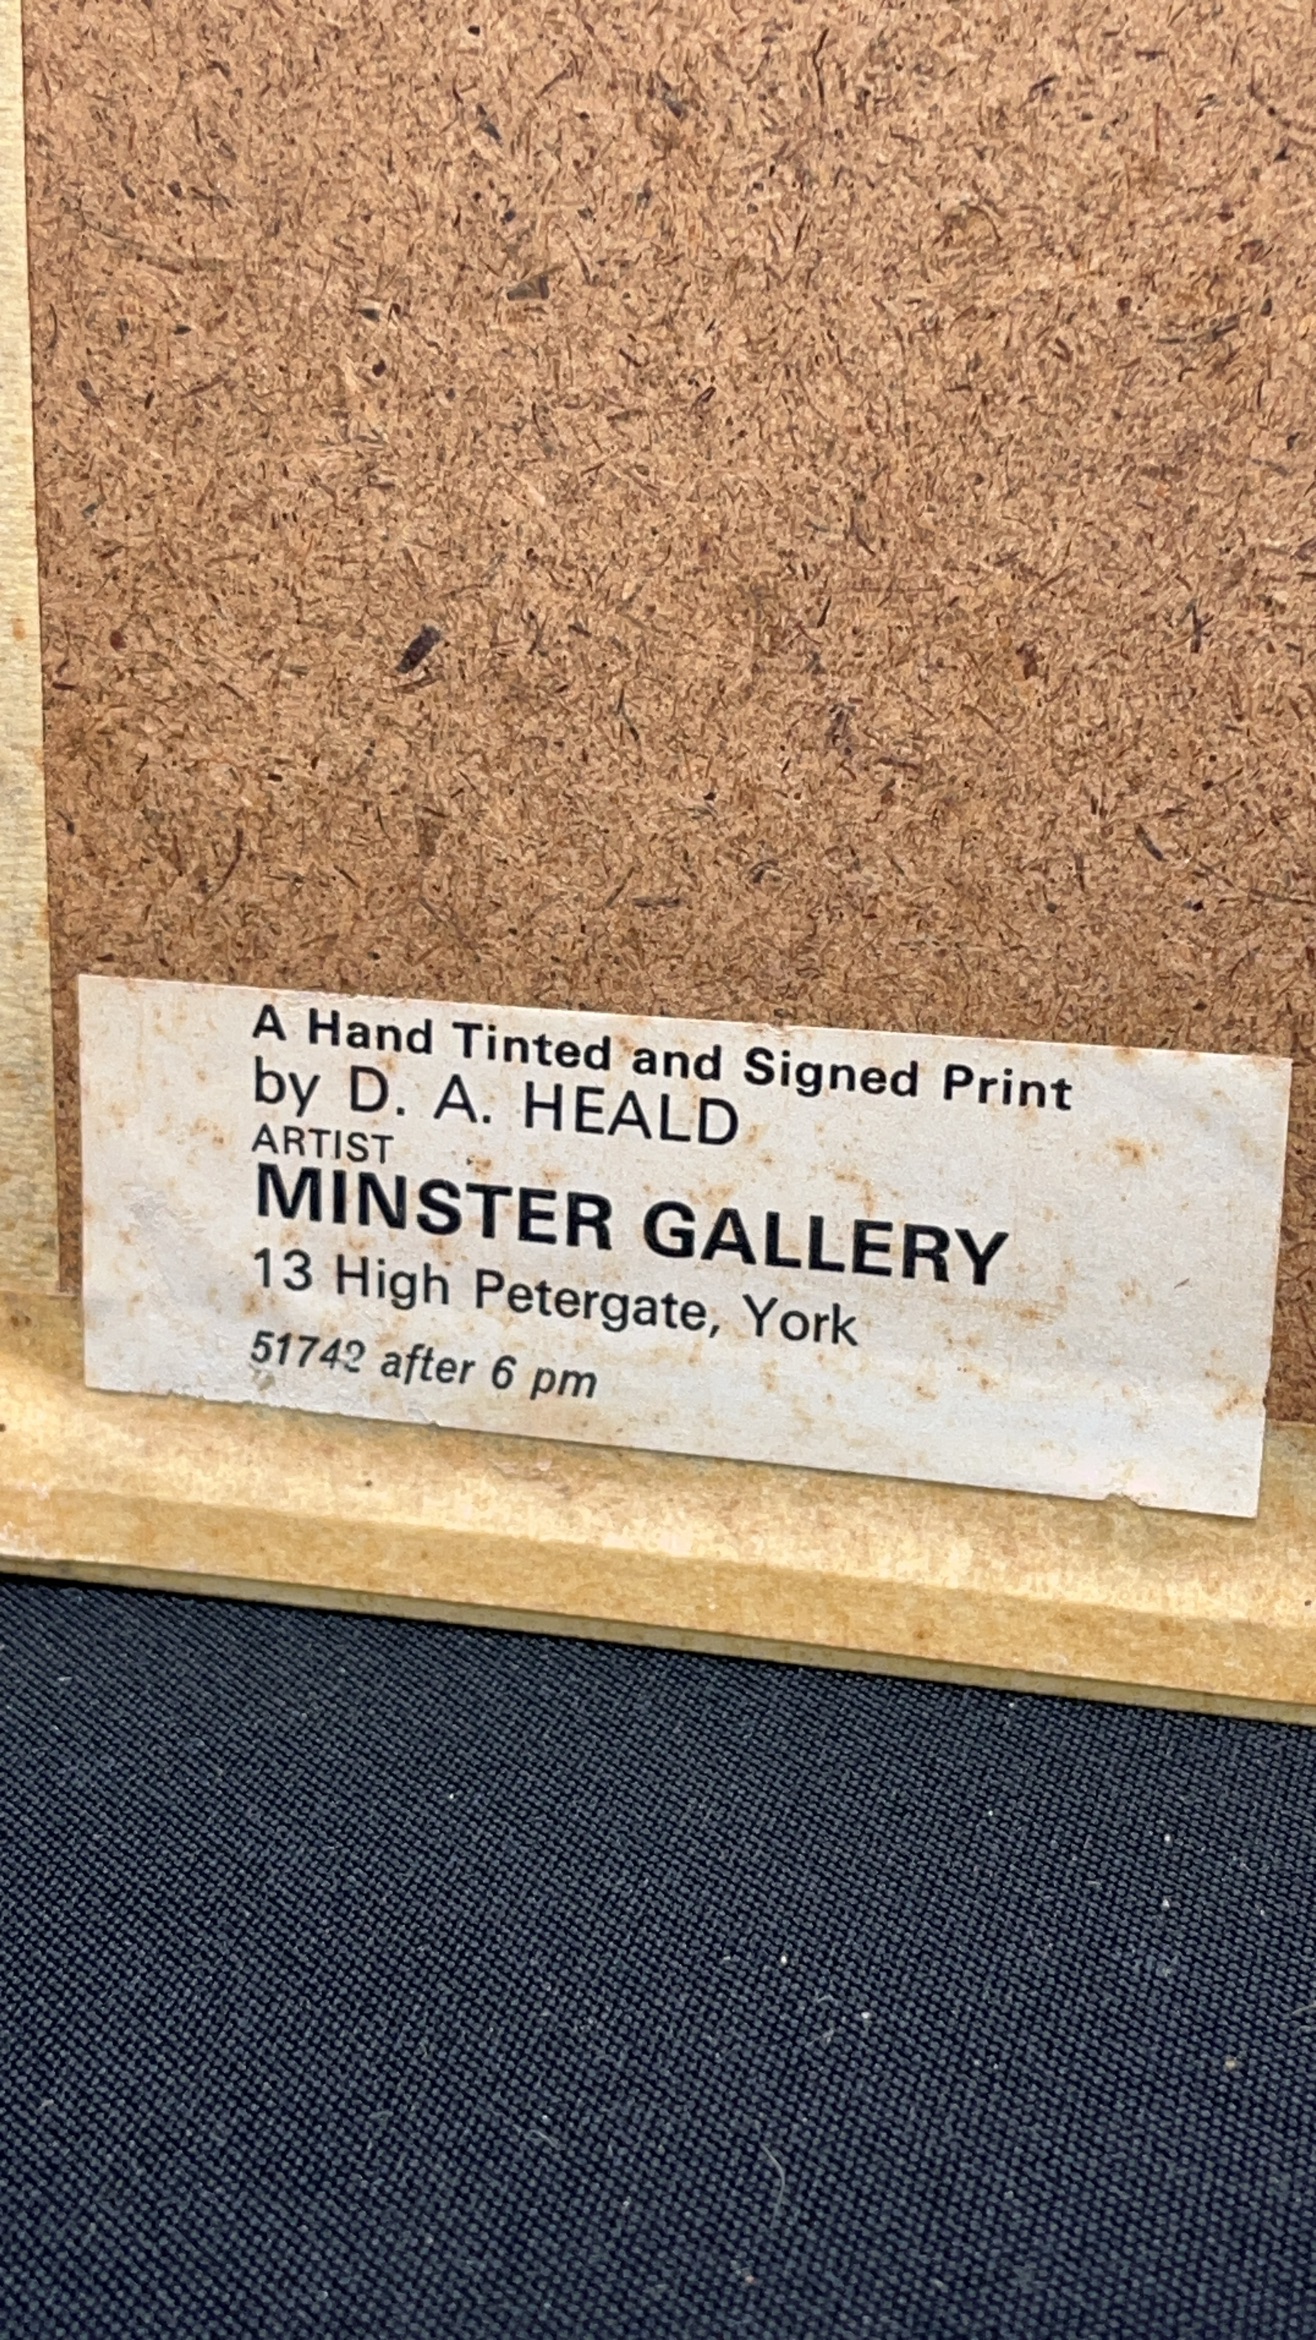 A Hand Tinted and Signed Print
by D. A. HEALD
ARTIST
MINSTER GALLERY
13 High Petergate, York
51742 after 6 pm